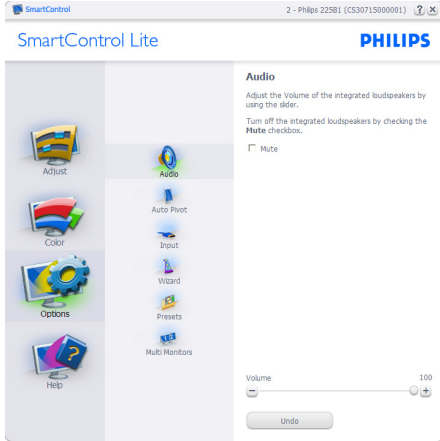 SmartControl
2 - Philips 225B1 (CS30715000001)
SmartControl Lite
PHILIPS
Adjust
Color
Options
Help
Audio
Auto Pivot
Input
Wizard
Presets
Multi Monitors
Audio
Adjust the Volume of the integrated loudspeakers by
using the slider.
Turn off the integrated loudspeakers by checking the
Mute checkbox.
Mute
Volume
100
Undo